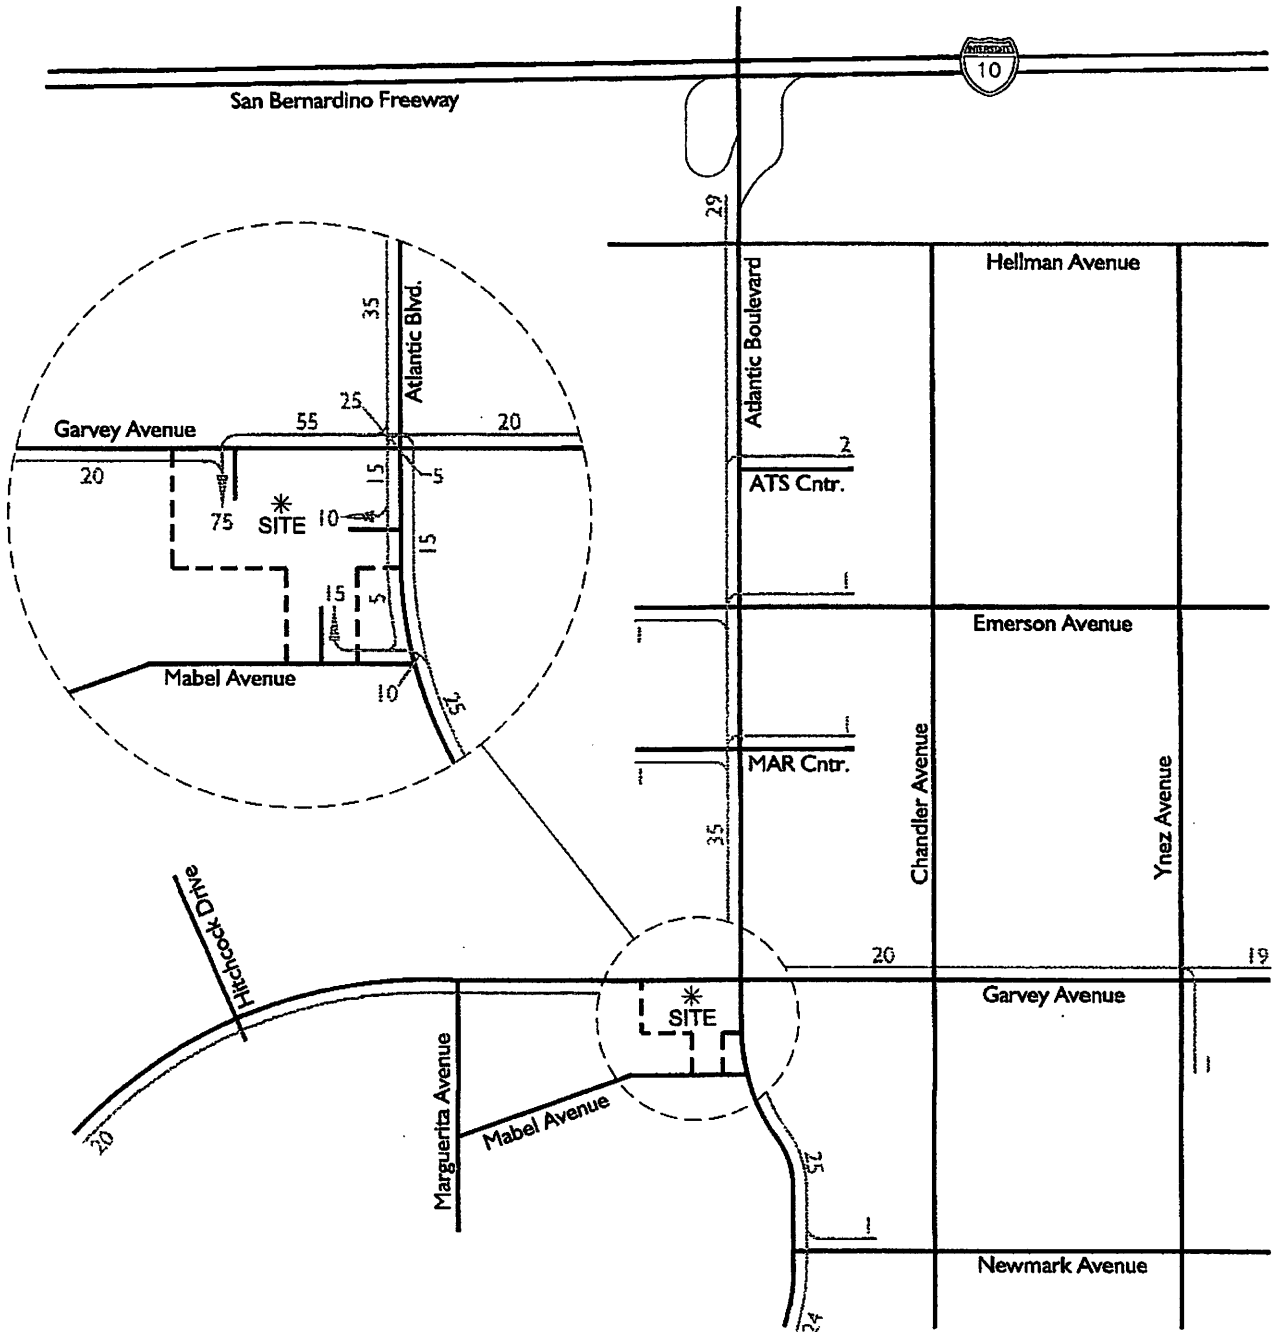 INTERSTATE
10
San Bernardino Freeway
29
Hellman Avenue
Atlantic Boulevard
35
Atlantic Blvd.
25
55
20
Garvey Avenue
2
ATS Cntr.
20
15
5
75
SITE
10
15
1
Emerson Avenue
1
15
5
Mabel Avenue
10
25
1
MAR Cntr.
1
35
Chandler Avenue
Ynez Avenue
Hitchcock Drive
20
19
Garvey Avenue
SITE
1
Marguerita Avenue
Mabel Avenue
20
25
1
Newmark Avenue
24